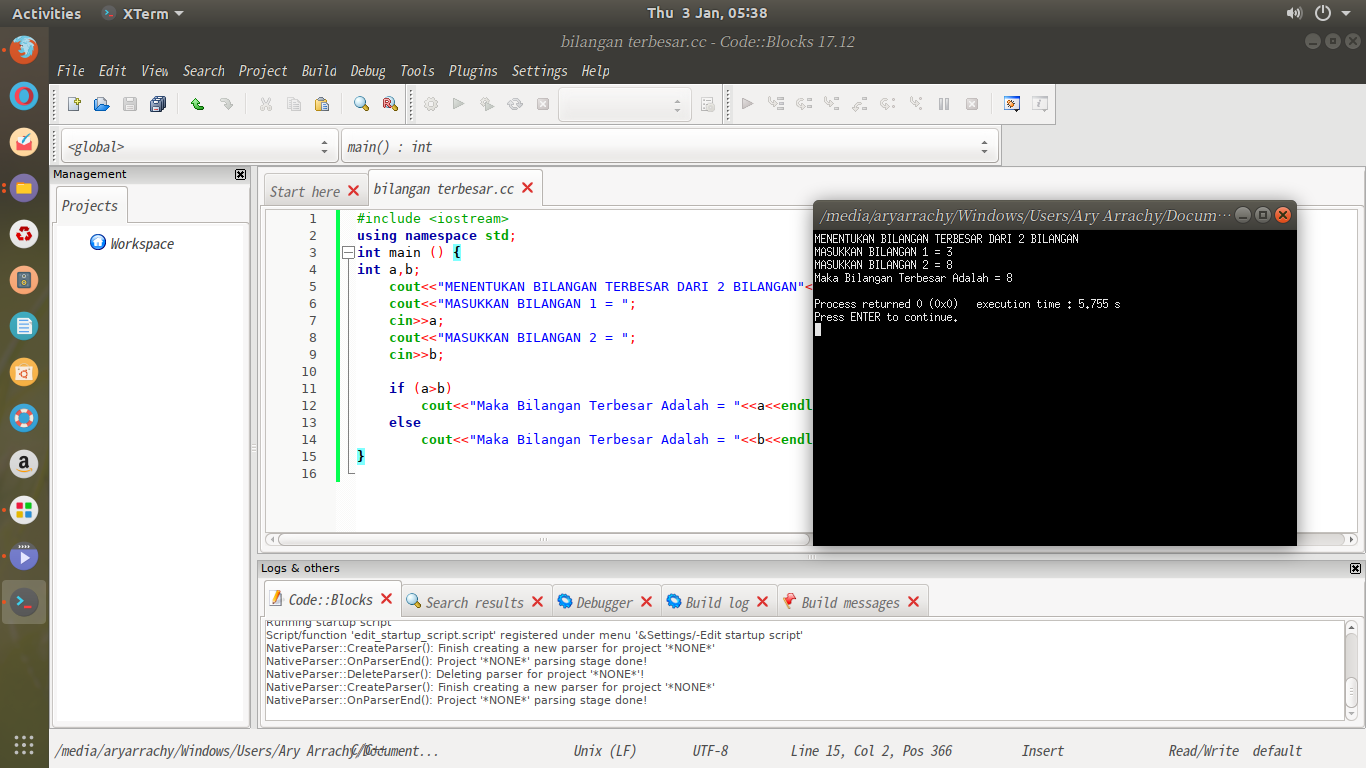 Activities XTerm Thu 3 Jan, 05:38
bilangan terbesar.cc - Code::Blocks 17.12
File Edit View Search Project Build Debug Tools Plugins Settings Help
<global> main() : int
Management
Projects
Workspace
Start here bilangan terbesar.cc
1 #include <iostream>
2 using namespace std;
3 int main () {
4 int a,b;
5 cout<<"MENENTUKAN BILANGAN TERBESAR DARI 2 BILANGAN"<
6 cout<<"MASUKKAN BILANGAN 1 = ";
7 cin>>a;
8 cout<<"MASUKKAN BILANGAN 2 = ";
9 cin>>b;
10
11 if (a>b)
12 cout<<"Maka Bilangan Terbesar Adalah = "<<a<<endl
13 else
14 cout<<"Maka Bilangan Terbesar Adalah = "<<b<<endl
15 }
16
/media/aryarrachy/Windows/Users/Ary Arrachy/Docum···
MENENTUKAN BILANGAN TERBESAR DARI 2 BILANGAN
MASUKKAN BILANGAN 1 = 3
MASUKKAN BILANGAN 2 = 8
Maka Bilangan Terbesar Adalah = 8
Process returned 0 (0x0) execution time : 5.755 s
Press ENTER to continue.
Logs & others
Code::Blocks Search results Debugger Build log Build messages
Running startup script
Script/function 'edit_startup_script.script' registered under menu '&Settings/-Edit startup script'
NativeParser::CreateParser(): Finish creating a new parser for project '*NONE*'
NativeParser::OnParserEnd(): Project '*NONE*' parsing stage done!
NativeParser::DeleteParser(): Deleting parser for project '*NONE*'!
NativeParser::CreateParser(): Finish creating a new parser for project '*NONE*'
NativeParser::OnParserEnd(): Project '*NONE*' parsing stage done!
/media/aryarrachy/Windows/Users/Ary Arrachy/Document... C/C++ Unix (LF) UTF-8 Line 15, Col 2, Pos 366 Insert Read/Write default